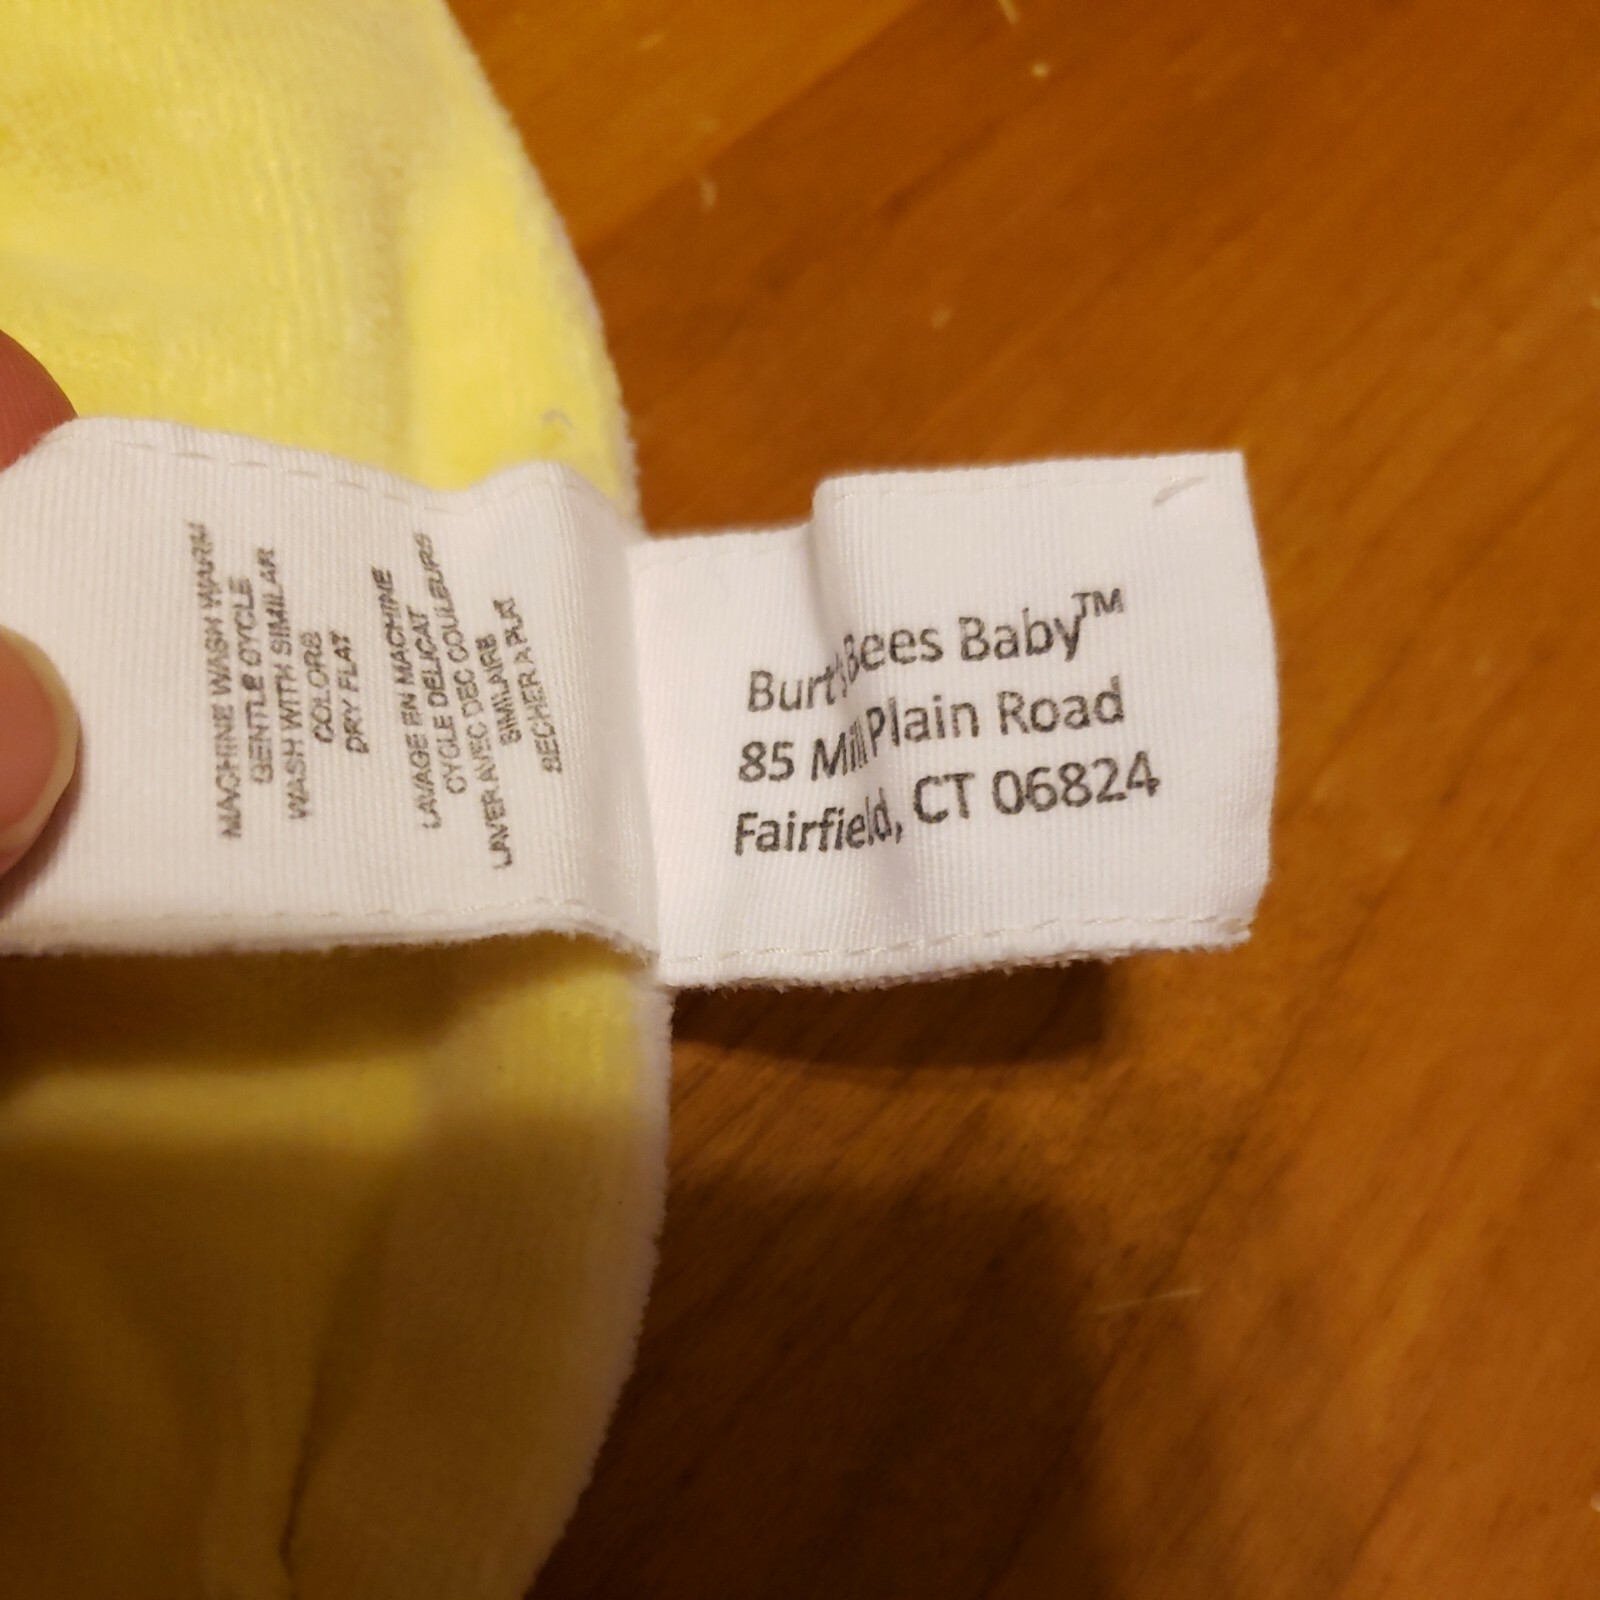 MACHINE WASH WARM
GENTLE CYCLE
WASH WITH SIMILAR
COLORS
DRY FLAT
LAVAGE EN MACHINE
CYCLE DELICAT
LAVER AVEC DEC COULEURS
SIMILAIRE
SECHER A PLAT
Burt's Bees Baby™
85 Mill Plain Road
Fairfield, CT 06824